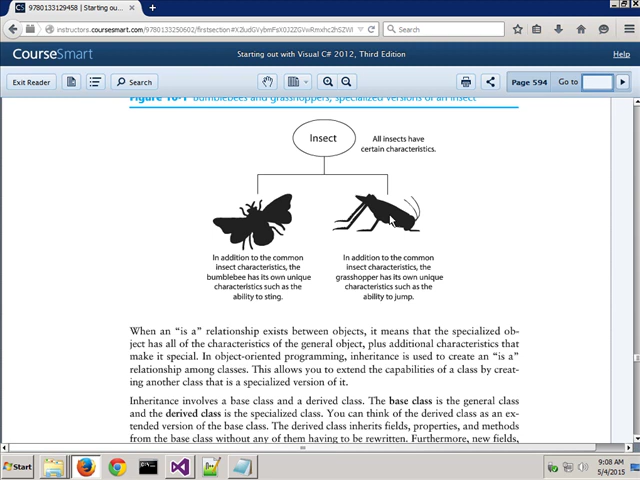 9780133129458 | Starting out...
instructors.coursesmart.com/9780133250602/firstsection#X2ludGVybmFsX0J2ZGVwRmxhc2h5ZWI
Search
CourseSmart
Starting out with Visual C# 2012, Third Edition
Help
Exit Reader
Search
Page 594
Go to
Figure 10-1 Bumblebees and grasshoppers, specialized versions of an insect
Insect
All insects have
certain characteristics.
In addition to the common
insect characteristics, the
bumblebee has its own unique
characteristics such as the
ability to sting.
In addition to the common
insect characteristics, the
grasshopper has its own unique
characteristics such as the
ability to jump.
When an “is a” relationship exists between objects, it means that the specialized ob-
ject has all of the characteristics of the general object, plus additional characteristics that
make it special. In object-oriented programming, inheritance is used to create an “is a”
relationship among classes. This allows you to extend the capabilities of a class by creat-
ing another class that is a specialized version of it.
Inheritance involves a base class and a derived class. The base class is the general class
and the derived class is the specialized class. You can think of the derived class as an ex-
tended version of the base class. The derived class inherits fields, properties, and methods
from the base class without any of them having to be rewritten. Furthermore, new fields,
Start
9:08 AM
5/4/2015